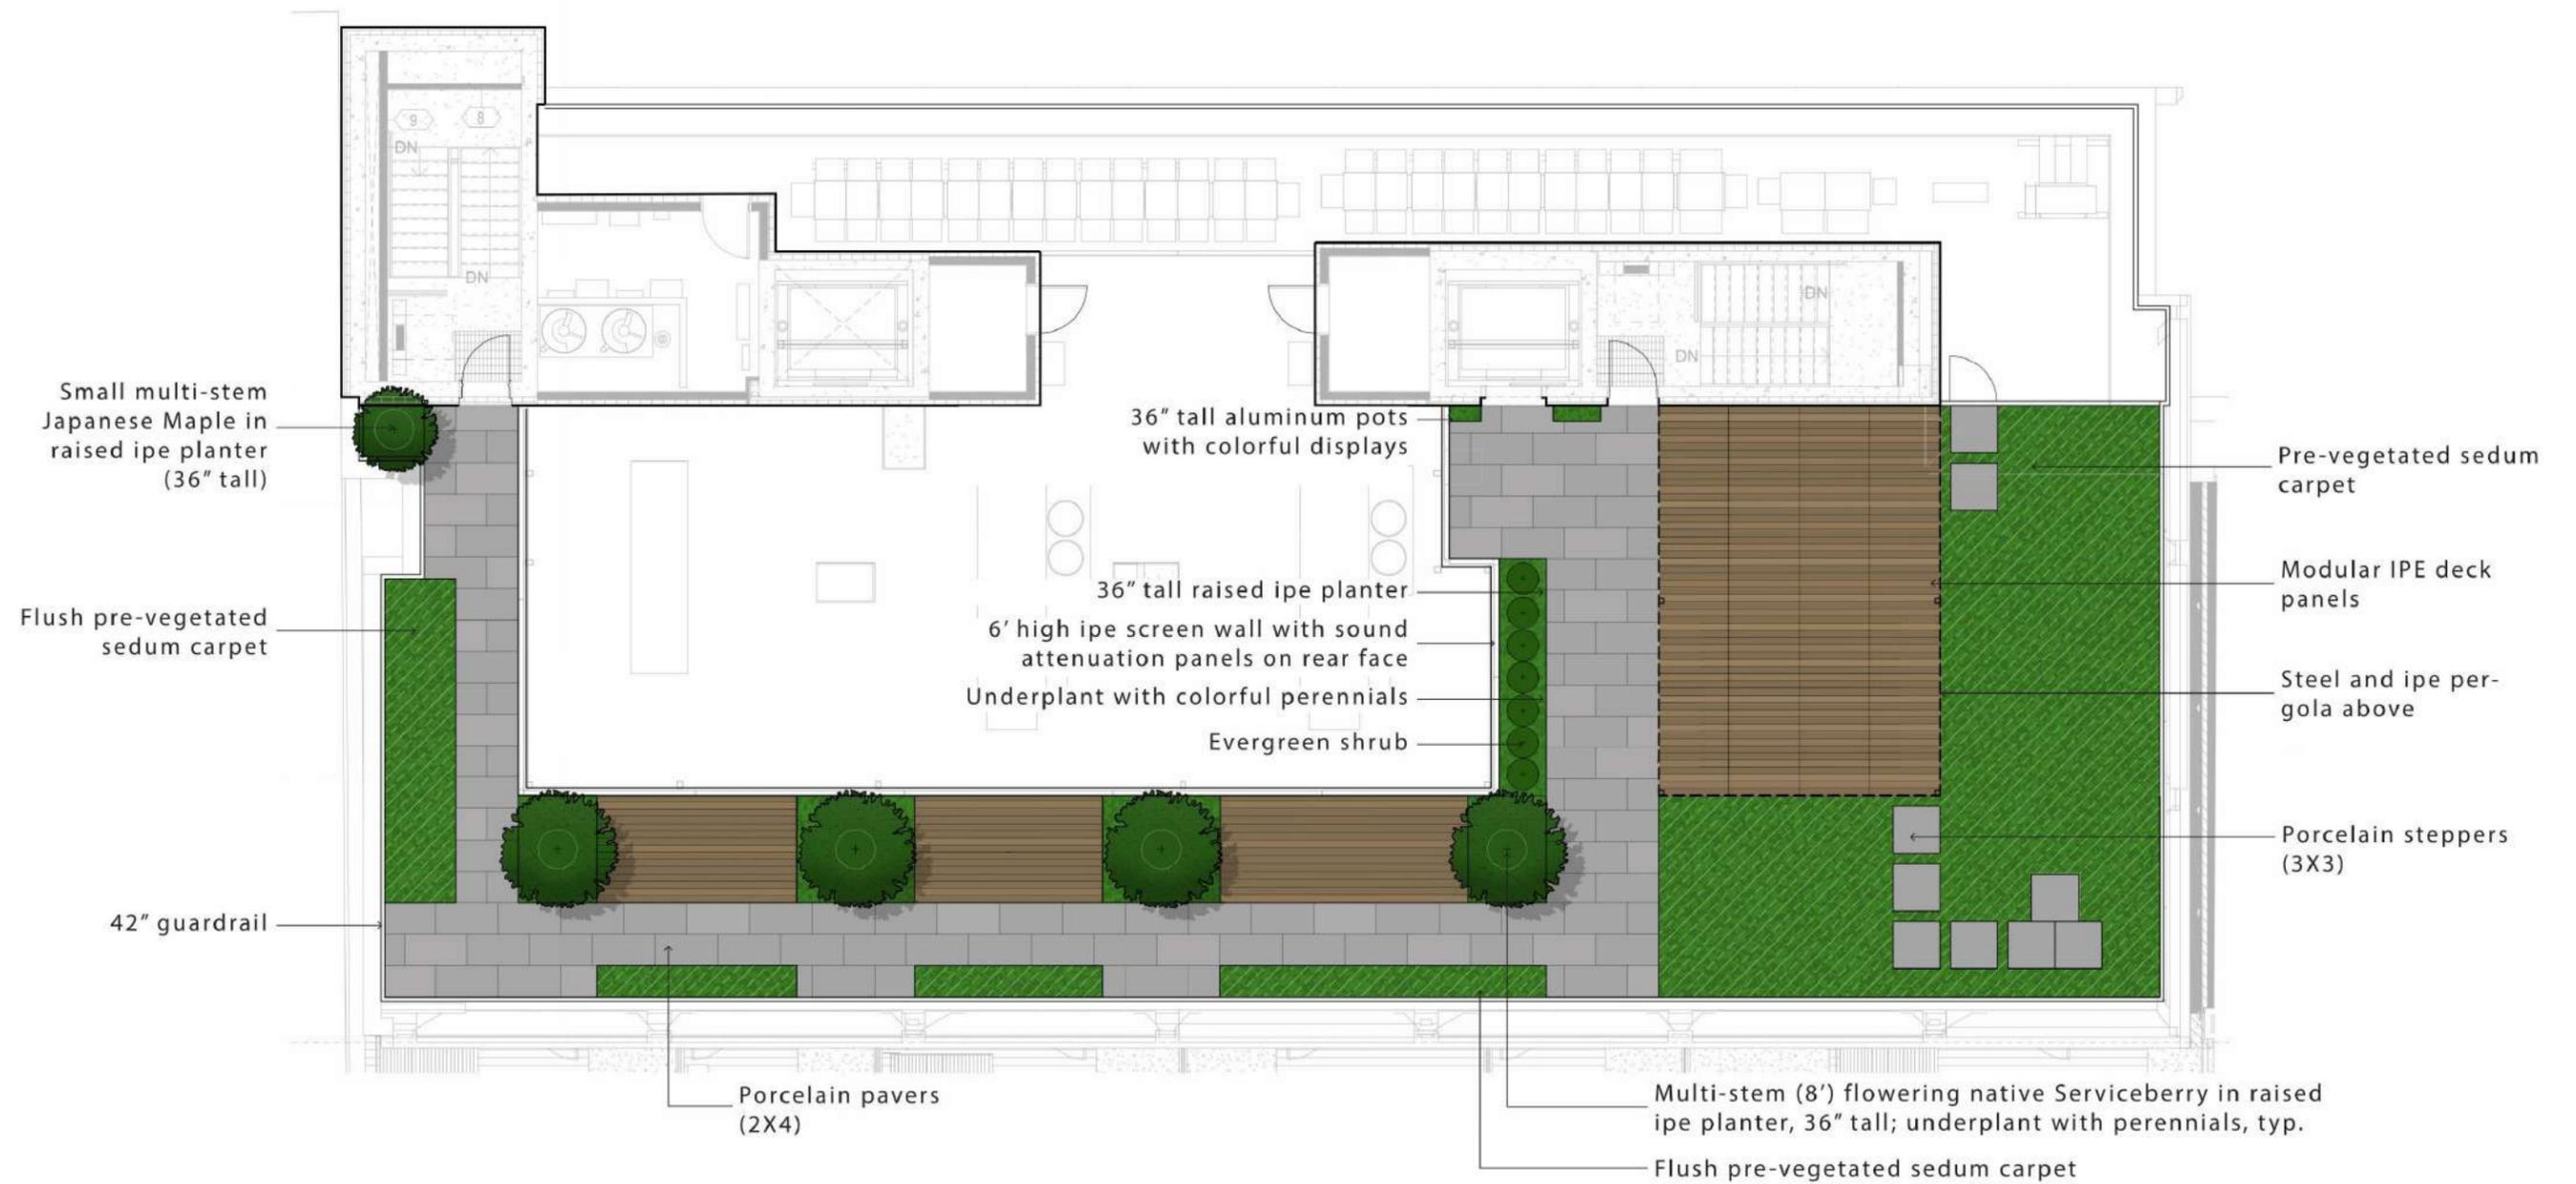 9
8
DN
DN
DN
DN
Small multi-stem
Japanese Maple in
raised ipe planter
(36" tall)
Flush pre-vegetated
sedum carpet
42" guardrail
36" tall aluminum pots
with colorful displays
36" tall raised ipe planter
6' high ipe screen wall with sound
attenuation panels on rear face
Underplant with colorful perennials
Evergreen shrub
Pre-vegetated sedum
carpet
Modular IPE deck
panels
Steel and ipe per-
gola above
Porcelain steppers
(3X3)
Porcelain pavers
(2X4)
Multi-stem (8') flowering native Serviceberry in raised
ipe planter, 36" tall; underplant with perennials, typ.
Flush pre-vegetated sedum carpet